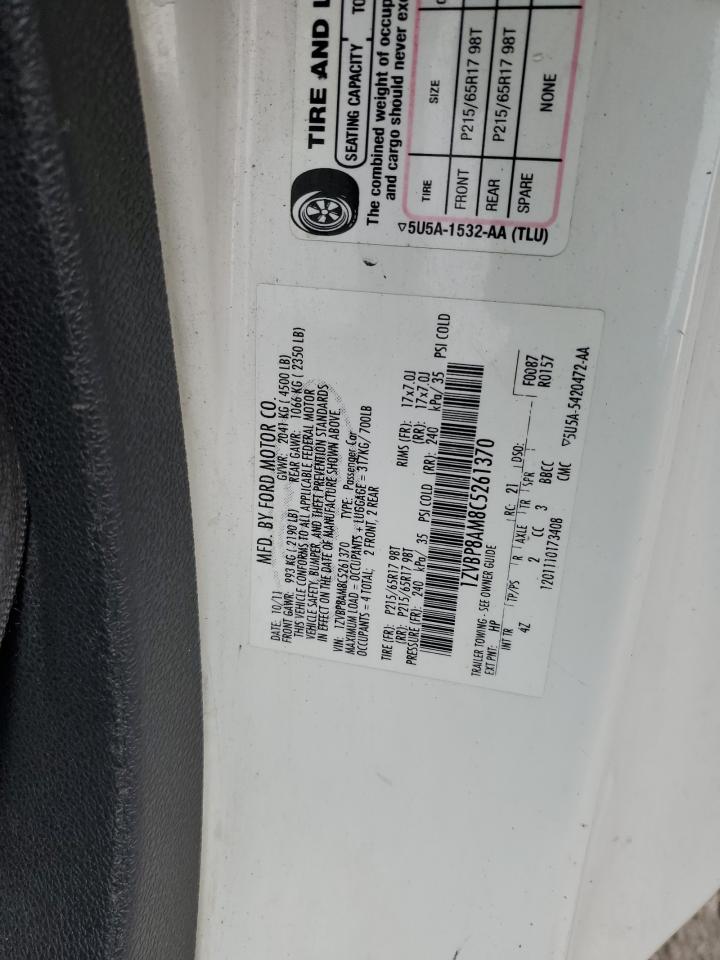 TIRE AND L
SEATING CAPACITY TO
The combined weight of occup
and cargo should never exc
TIRE SIZE
FRONT P215/65R17 98T
REAR P215/65R17 98T
SPARE NONE
▽5U5A-1532-AA (TLU)
MFD. BY FORD MOTOR CO.
DATE: 10/11 GVWR: 2041 KG ( 4500 LB)
FRONT GAWR: 993 KG ( 2190 LB) REAR GAWR: 1066 KG ( 2350 LB)
THIS VEHICLE CONFORMS TO ALL APPLICABLE FEDERAL MOTOR
VEHICLE SAFETY, BUMPER, AND THEFT PREVENTION STANDARDS
IN EFFECT ON THE DATE OF MANUFACTURE SHOWN ABOVE.
VIN: 1ZVBP8AM8C5261370 TYPE: Passenger Car
MAXIMUM LOAD = OCCUPANTS + LUGGAGE = 317KG/700LB
OCCUPANTS = 4 TOTAL; 2 FRONT, 2 REAR
TIRE (FR): P215/65R17 98T RIMS (FR): 17x7.0J
(RR): P215/65R17 98T (RR): 17x7.0J
PRESSURE (FR): 240 kPa/ 35 PSI COLD (RR): 240 kPa/ 35 PSI COLD
1ZVBP8AM8C5261370
TRAILER TOWING - SEE OWNER GUIDE
EXT PNT: HP RC: 21 DSO: F0087
INT TR TP/PS R AXLE TR SPR R0157
4Z 2 CC 3 BBCC
12011110173408 CMC ▽5U5A-5420472-AA